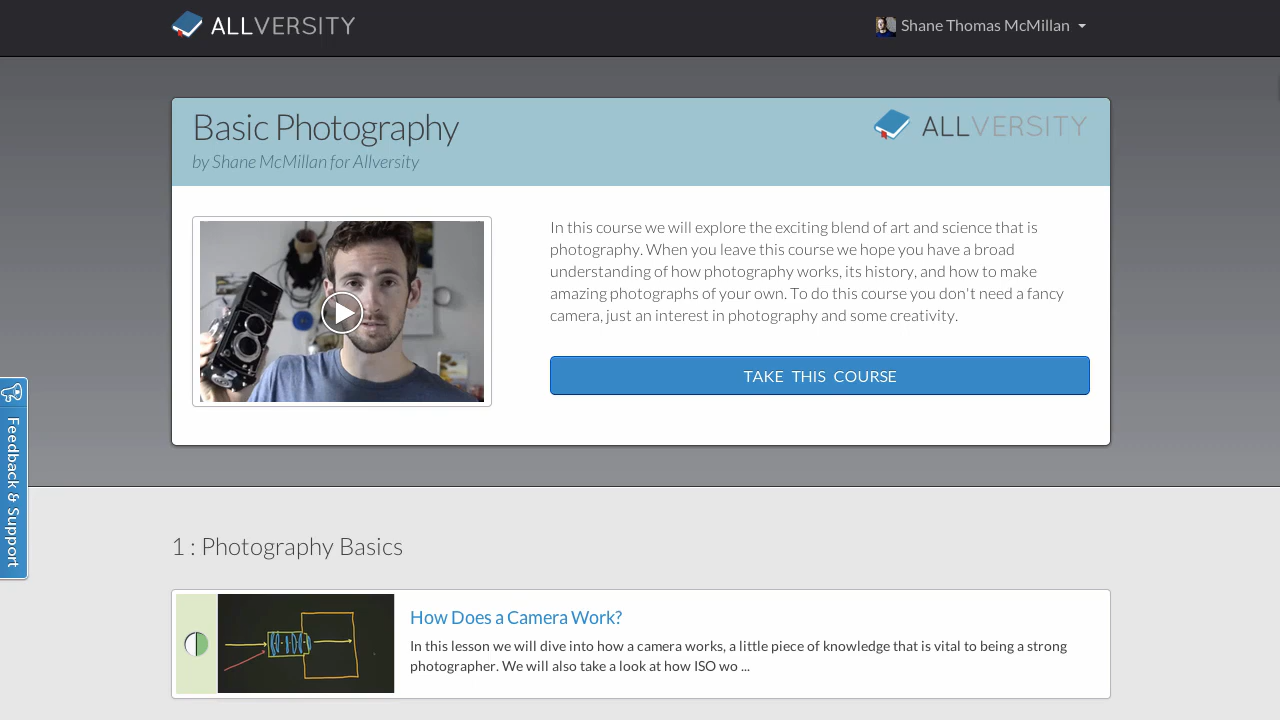 ALLVERSITY
Shane Thomas McMillan
Basic Photography
by Shane McMillan for Allversity
ALLVERSITY
In this course we will explore the exciting blend of art and science that is
photography. When you leave this course we hope you have a broad
understanding of how photography works, its history, and how to make
amazing photographs of your own. To do this course you don't need a fancy
camera, just an interest in photography and some creativity.
TAKE THIS COURSE
Feedback & Support
1 : Photography Basics
How Does a Camera Work?
In this lesson we will dive into how a camera works, a little piece of knowledge that is vital to being a strong
photographer. We will also take a look at how ISO wo ...